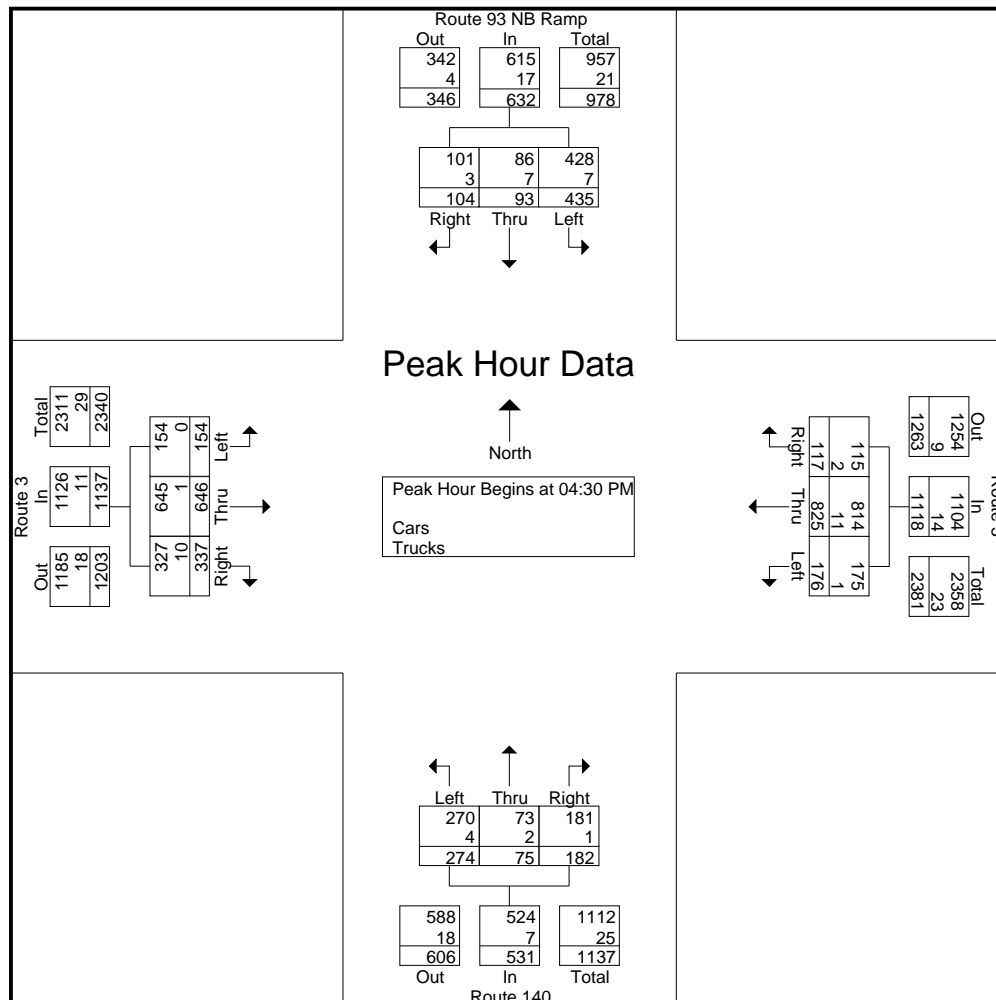 Route 93 NB Ramp
Out In Total
342 615 957
4 17 21
346 632 978
101 86 428
3 7 7
104 93 435
Right Thru Left
Peak Hour Data
North
Peak Hour Begins at 04:30 PM
Cars
Trucks
Route 3
Total In Out
2311 1126 1185
29 11 18
2340 1137 1203
154 645 327
0 1 10
154 646 337
Left Thru Right
Out In Total
1254 1104 2358
9 14 23
1263 1118 2381
115 814 175
2 11 1
117 825 176
Right Thru Left
Left Thru Right
270 73 181
4 2 1
274 75 182
588 524 1112
18 7 25
606 531 1137
Out In Total
Route 140